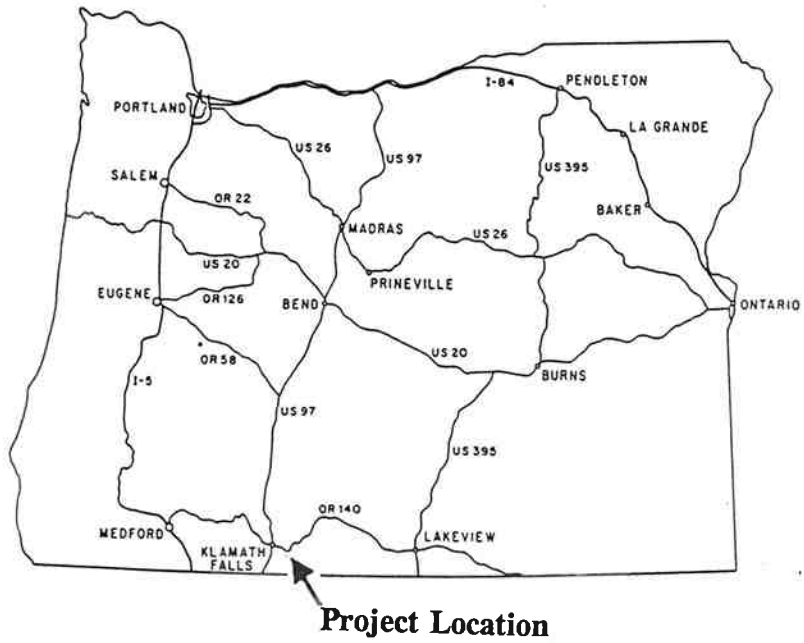 I-84
PENDLETON
PORTLAND
LA GRANDE
US 26
US 97
US 395
SALEM
OR 22
BAKER
MADRAS
US 26
US 20
PRINEVILLE
EUGENE
OR 126
BEND
ONTARIO
OR 58
US 20
BURNS
I-5
US 97
US 395
OR 140
MEDFORD
LAKEVIEW
KLAMATH
FALLS
Project Location